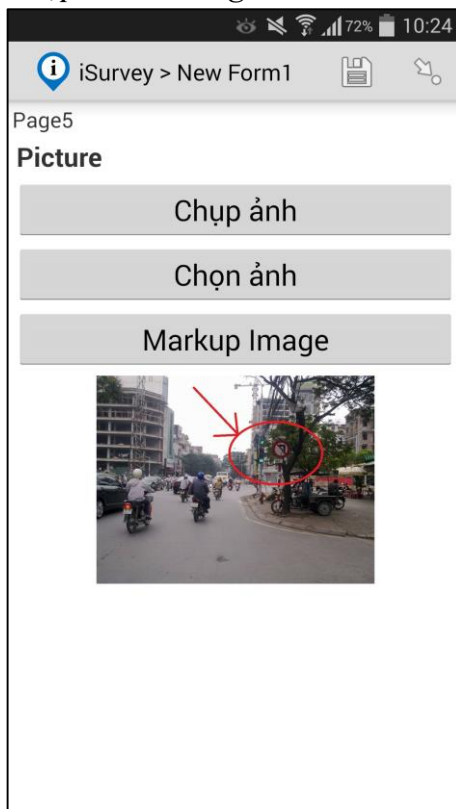 72% 10:24
iSurvey > New Form1
Page5
Picture
Chụp ảnh
Chọn ảnh
Markup Image